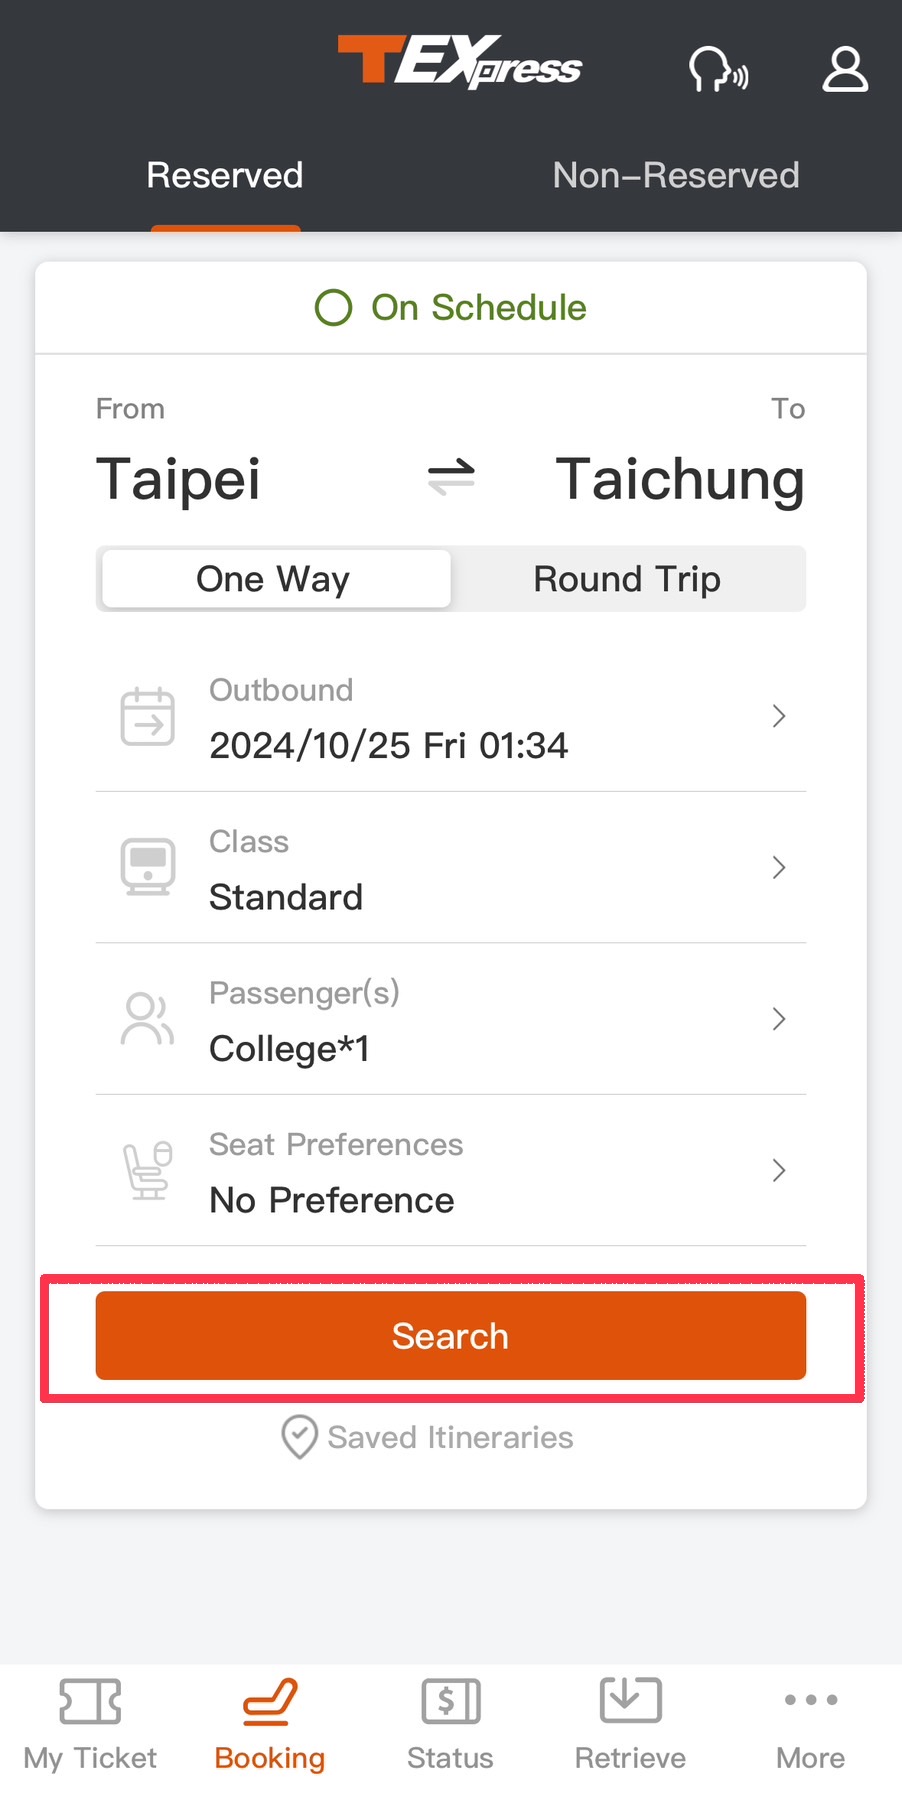 TEXpress
Reserved
Non-Reserved
On Schedule
From
To
Taipei
Taichung
One Way
Round Trip
Outbound
2024/10/25 Fri 01:34
Class
Standard
Passenger(s)
College*1
Seat Preferences
No Preference
Search
Saved Itineraries
My Ticket
Booking
Status
Retrieve
More